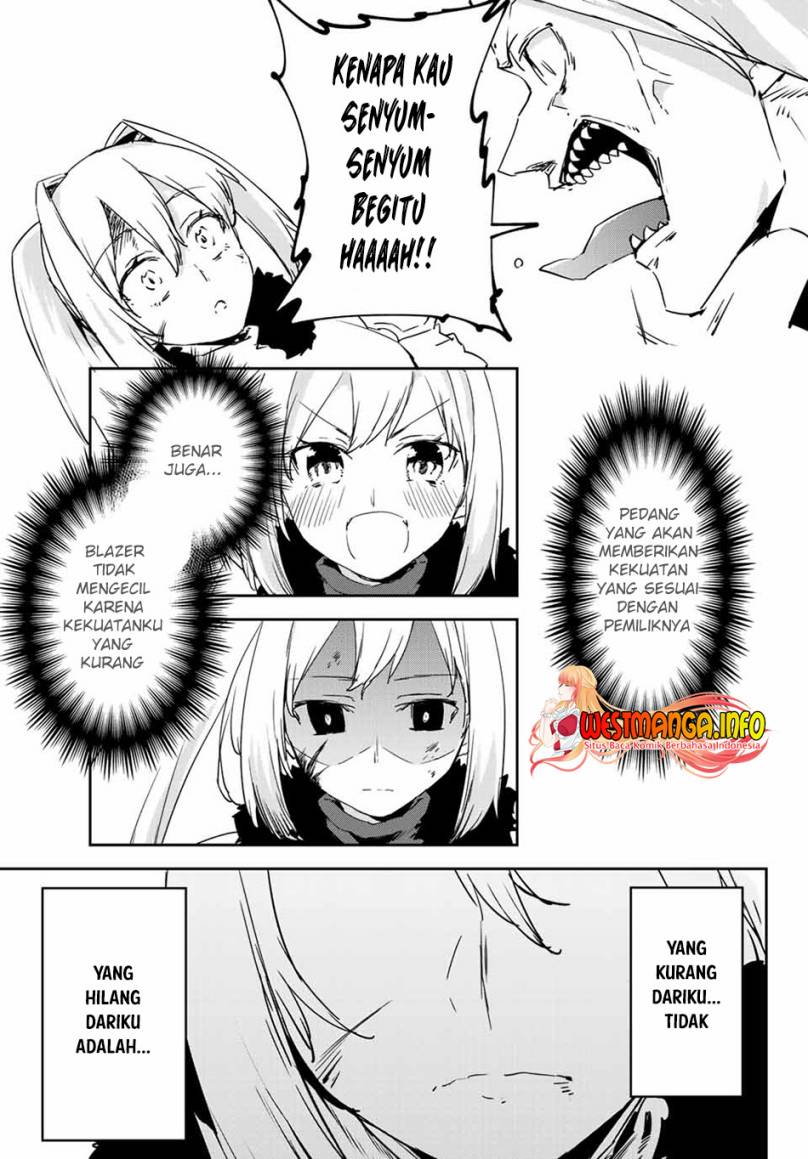 KENAPA KAU
SENYUM-
SENYUM
BEGITU
HAAAAH!!
PEDANG
YANG AKAN
MEMBERIKAN
KEKUATAN
YANG SESUAI
DENGAN
PEMILIKNYA
BENAR
JUGA...
BLAZER
TIDAK
MENGECIL
KARENA
KEKUATANKU
YANG
KURANG
WESTMANGA.INFO
Situs Baca Komik Berbahasa Indonesia
YANG
KURANG
DARIKU...
TIDAK
YANG
HILANG
DARIKU
ADALAH...